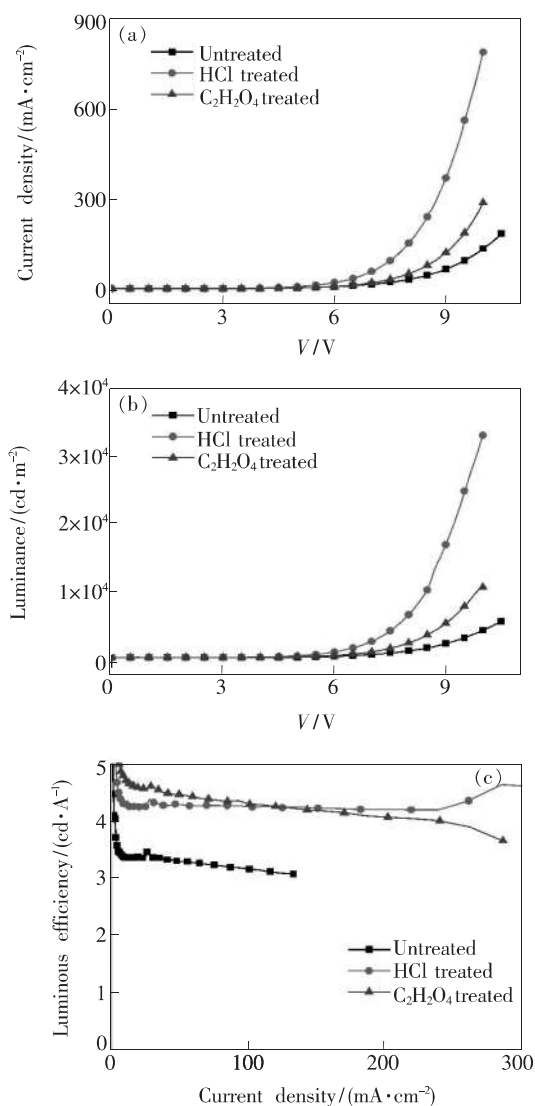 (a)
Untreated
HCl treated
C₂H₂O₄ treated
Current density/(mA·cm⁻²)
900
600
300
0
0 3 6 9
V/V
(b)
Untreated
HCl treated
C₂H₂O₄ treated
Luminance/(cd·m⁻²)
4×10⁴
3×10⁴
2×10⁴
1×10⁴
0
0 3 6 9
V/V
(c)
Luminous efficiency/(cd·A⁻¹)
5
4
3
2
1
0
Untreated
HCl treated
C₂H₂O₄ treated
0 100 200 300
Current density/(mA·cm⁻²)